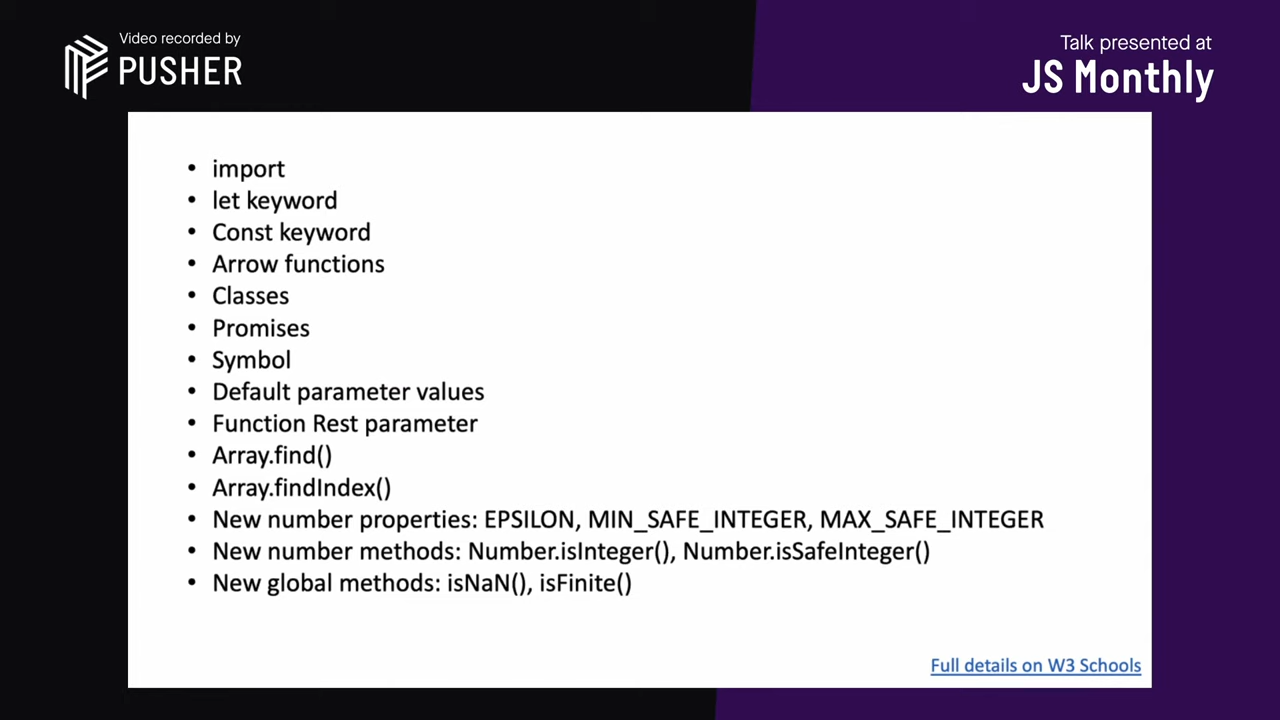 Video recorded by
PUSHER
Talk presented at
JS Monthly
• import
• let keyword
• Const keyword
• Arrow functions
• Classes
• Promises
• Symbol
• Default parameter values
• Function Rest parameter
• Array.find()
• Array.findIndex()
• New number properties: EPSILON, MIN_SAFE_INTEGER, MAX_SAFE_INTEGER
• New number methods: Number.isInteger(), Number.isSafeInteger()
• New global methods: isNaN(), isFinite()
Full details on W3 Schools